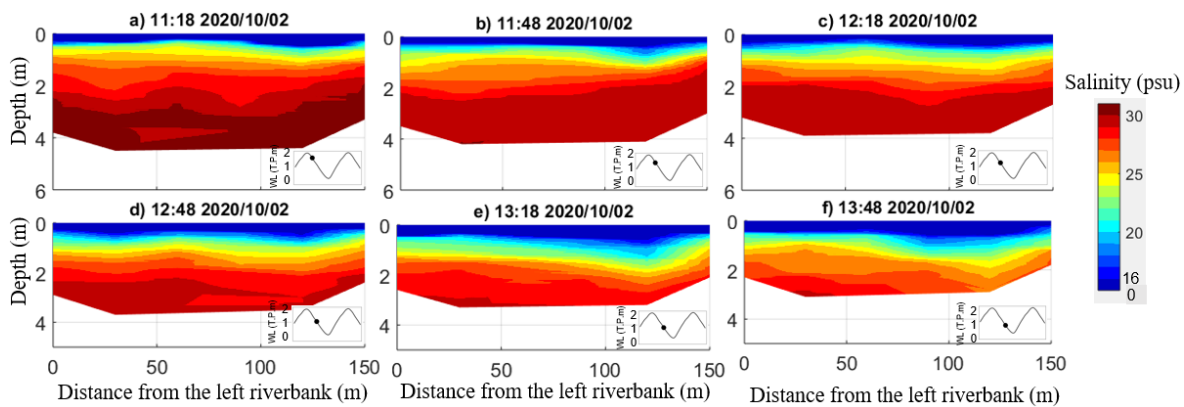 a) 11:18 2020/10/02
b) 11:48 2020/10/02
c) 12:18 2020/10/02
0
2
4
6
Depth (m)
WL (T.P.m)
2
1
0
0
2
4
6
WL (T.P.m)
2
1
0
0
2
4
6
WL (T.P.m)
2
1
0
Salinity (psu)
30
25
20
16
0
d) 12:48 2020/10/02
e) 13:18 2020/10/02
f) 13:48 2020/10/02
0
2
4
Depth (m)
WL (T.P.m)
2
1
0
0
2
4
WL (T.P.m)
2
1
0
0
2
4
WL (T.P.m)
2
1
0
0 50 100 150
0 50 100 150
0 50 100 150
Distance from the left riverbank (m)
Distance from the left riverbank (m)
Distance from the left riverbank (m)